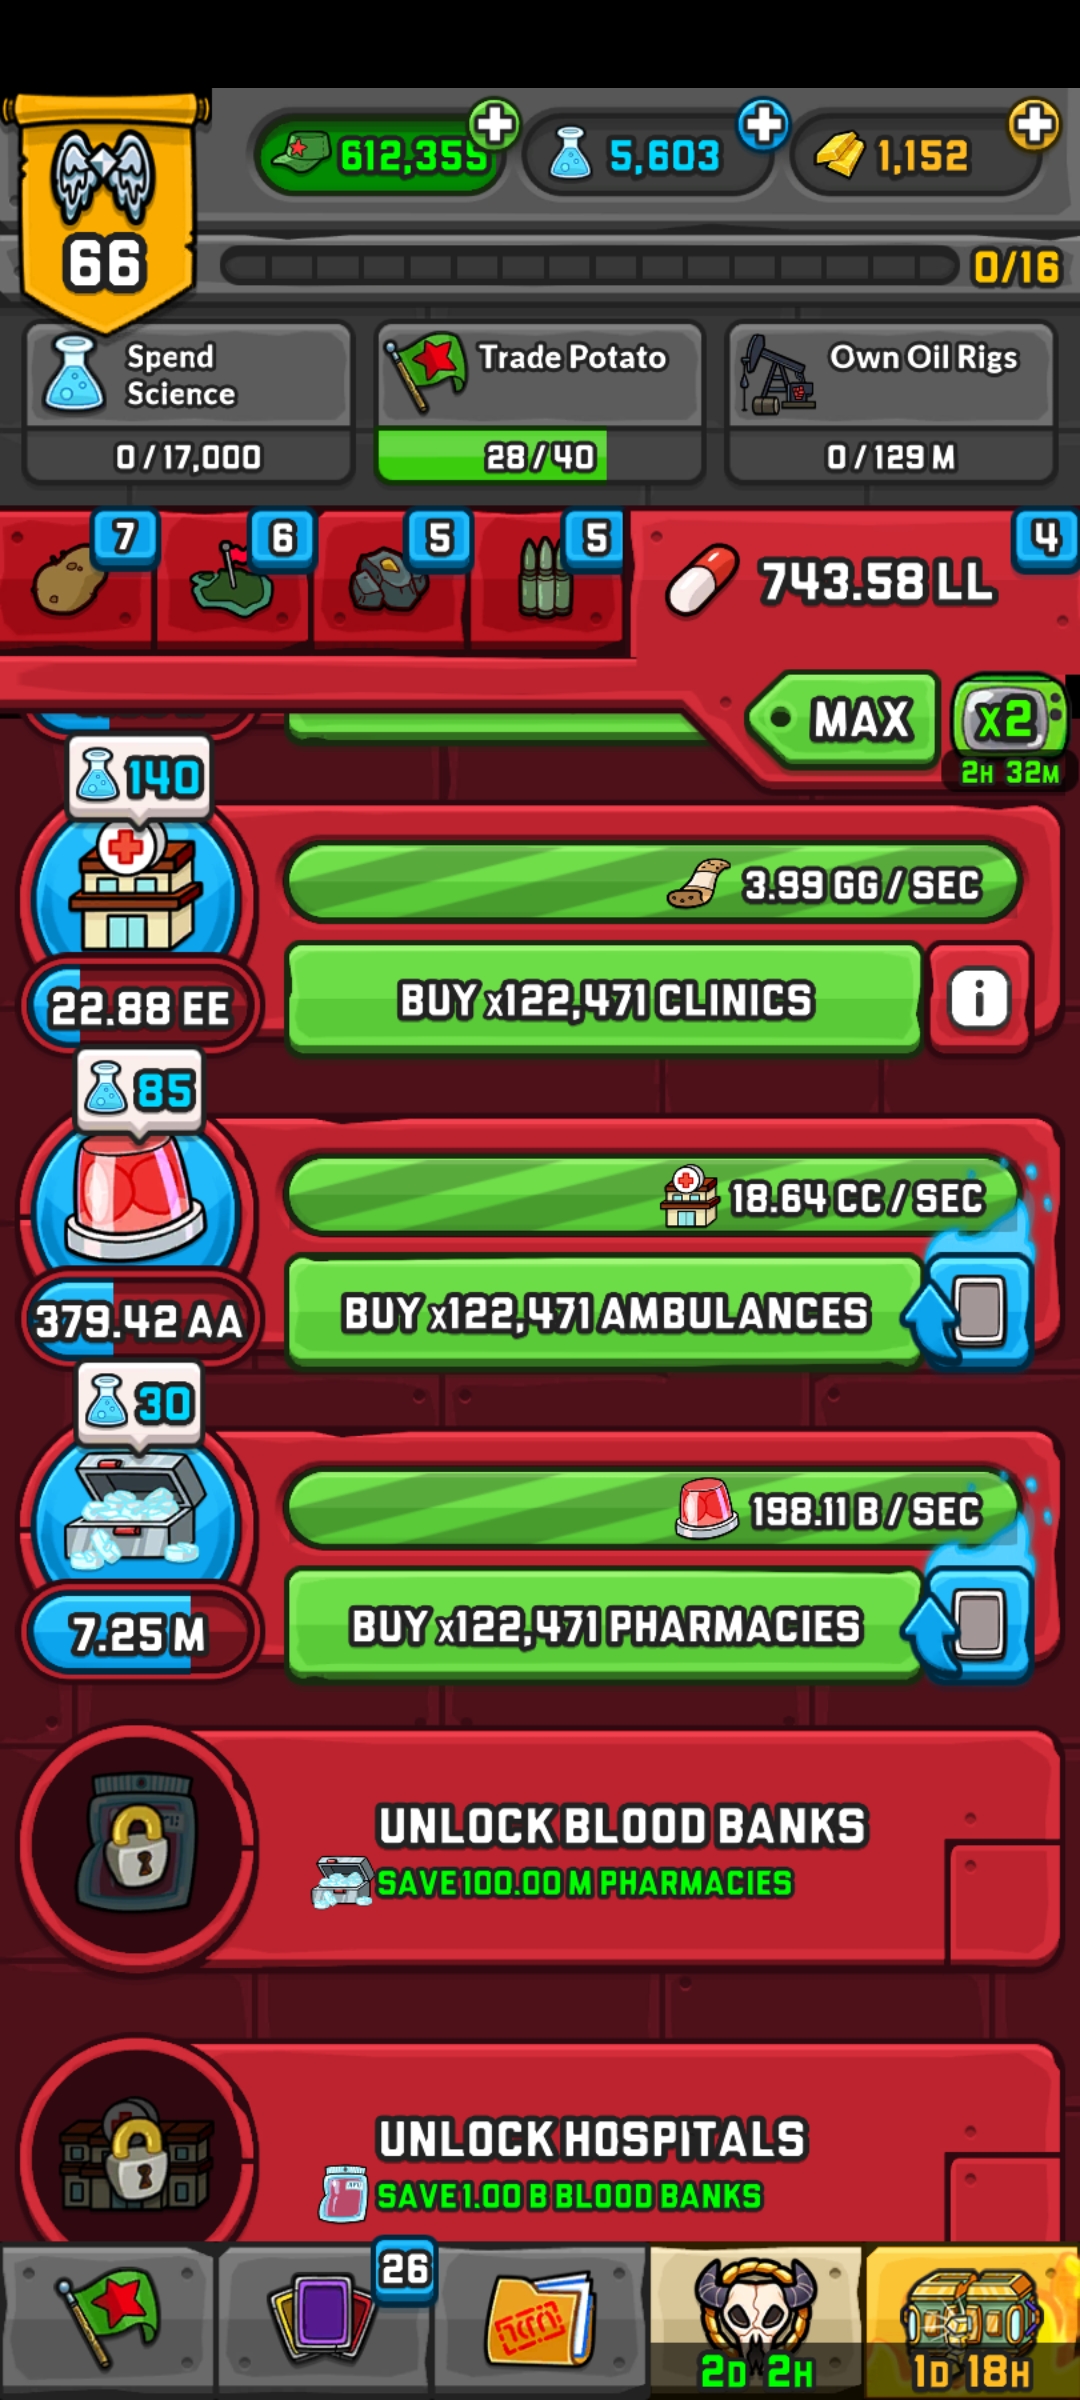 612,355
5,603
1,152
66
0/16
Spend
Science
Trade Potato
Own Oil Rigs
0/17,000
28/40
0/129 M
7
6
5
5
4
743.58 LL
MAX
x2
2H 32M
140
3.99 GG/SEC
22.88 EE
BUY x122,471 CLINICS
i
85
18.64 CC/SEC
379.42 AA
BUY x122,471 AMBULANCES
30
198.11 B/SEC
7.25 M
BUY x122,471 PHARMACIES
UNLOCK BLOOD BANKS
SAVE 100.00 M PHARMACIES
UNLOCK HOSPITALS
SAVE 1.00 B BLOOD BANKS
26
2D 2H
1D 18H